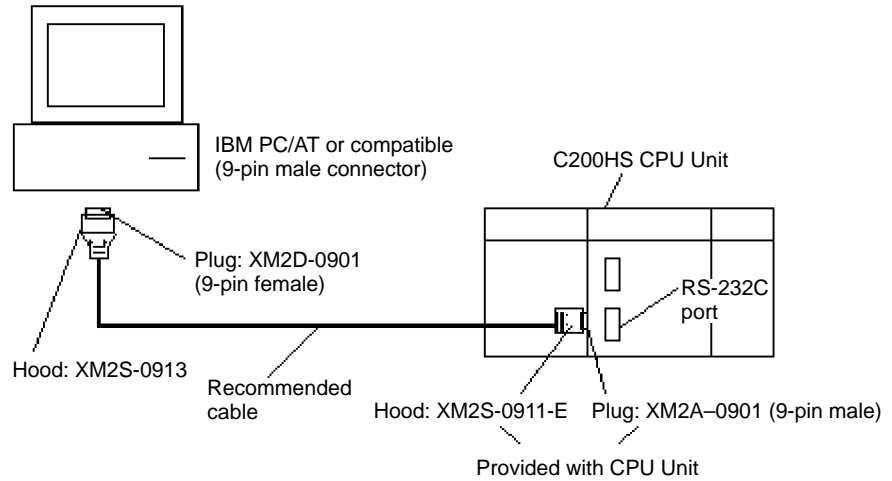 IBM PC/AT or compatible
(9-pin male connector)
C200HS CPU Unit
Plug: XM2D-0901
(9-pin female)
RS-232C
port
Hood: XM2S-0913
Recommended
cable
Hood: XM2S-0911-E
Plug: XM2A–0901 (9-pin male)
Provided with CPU Unit